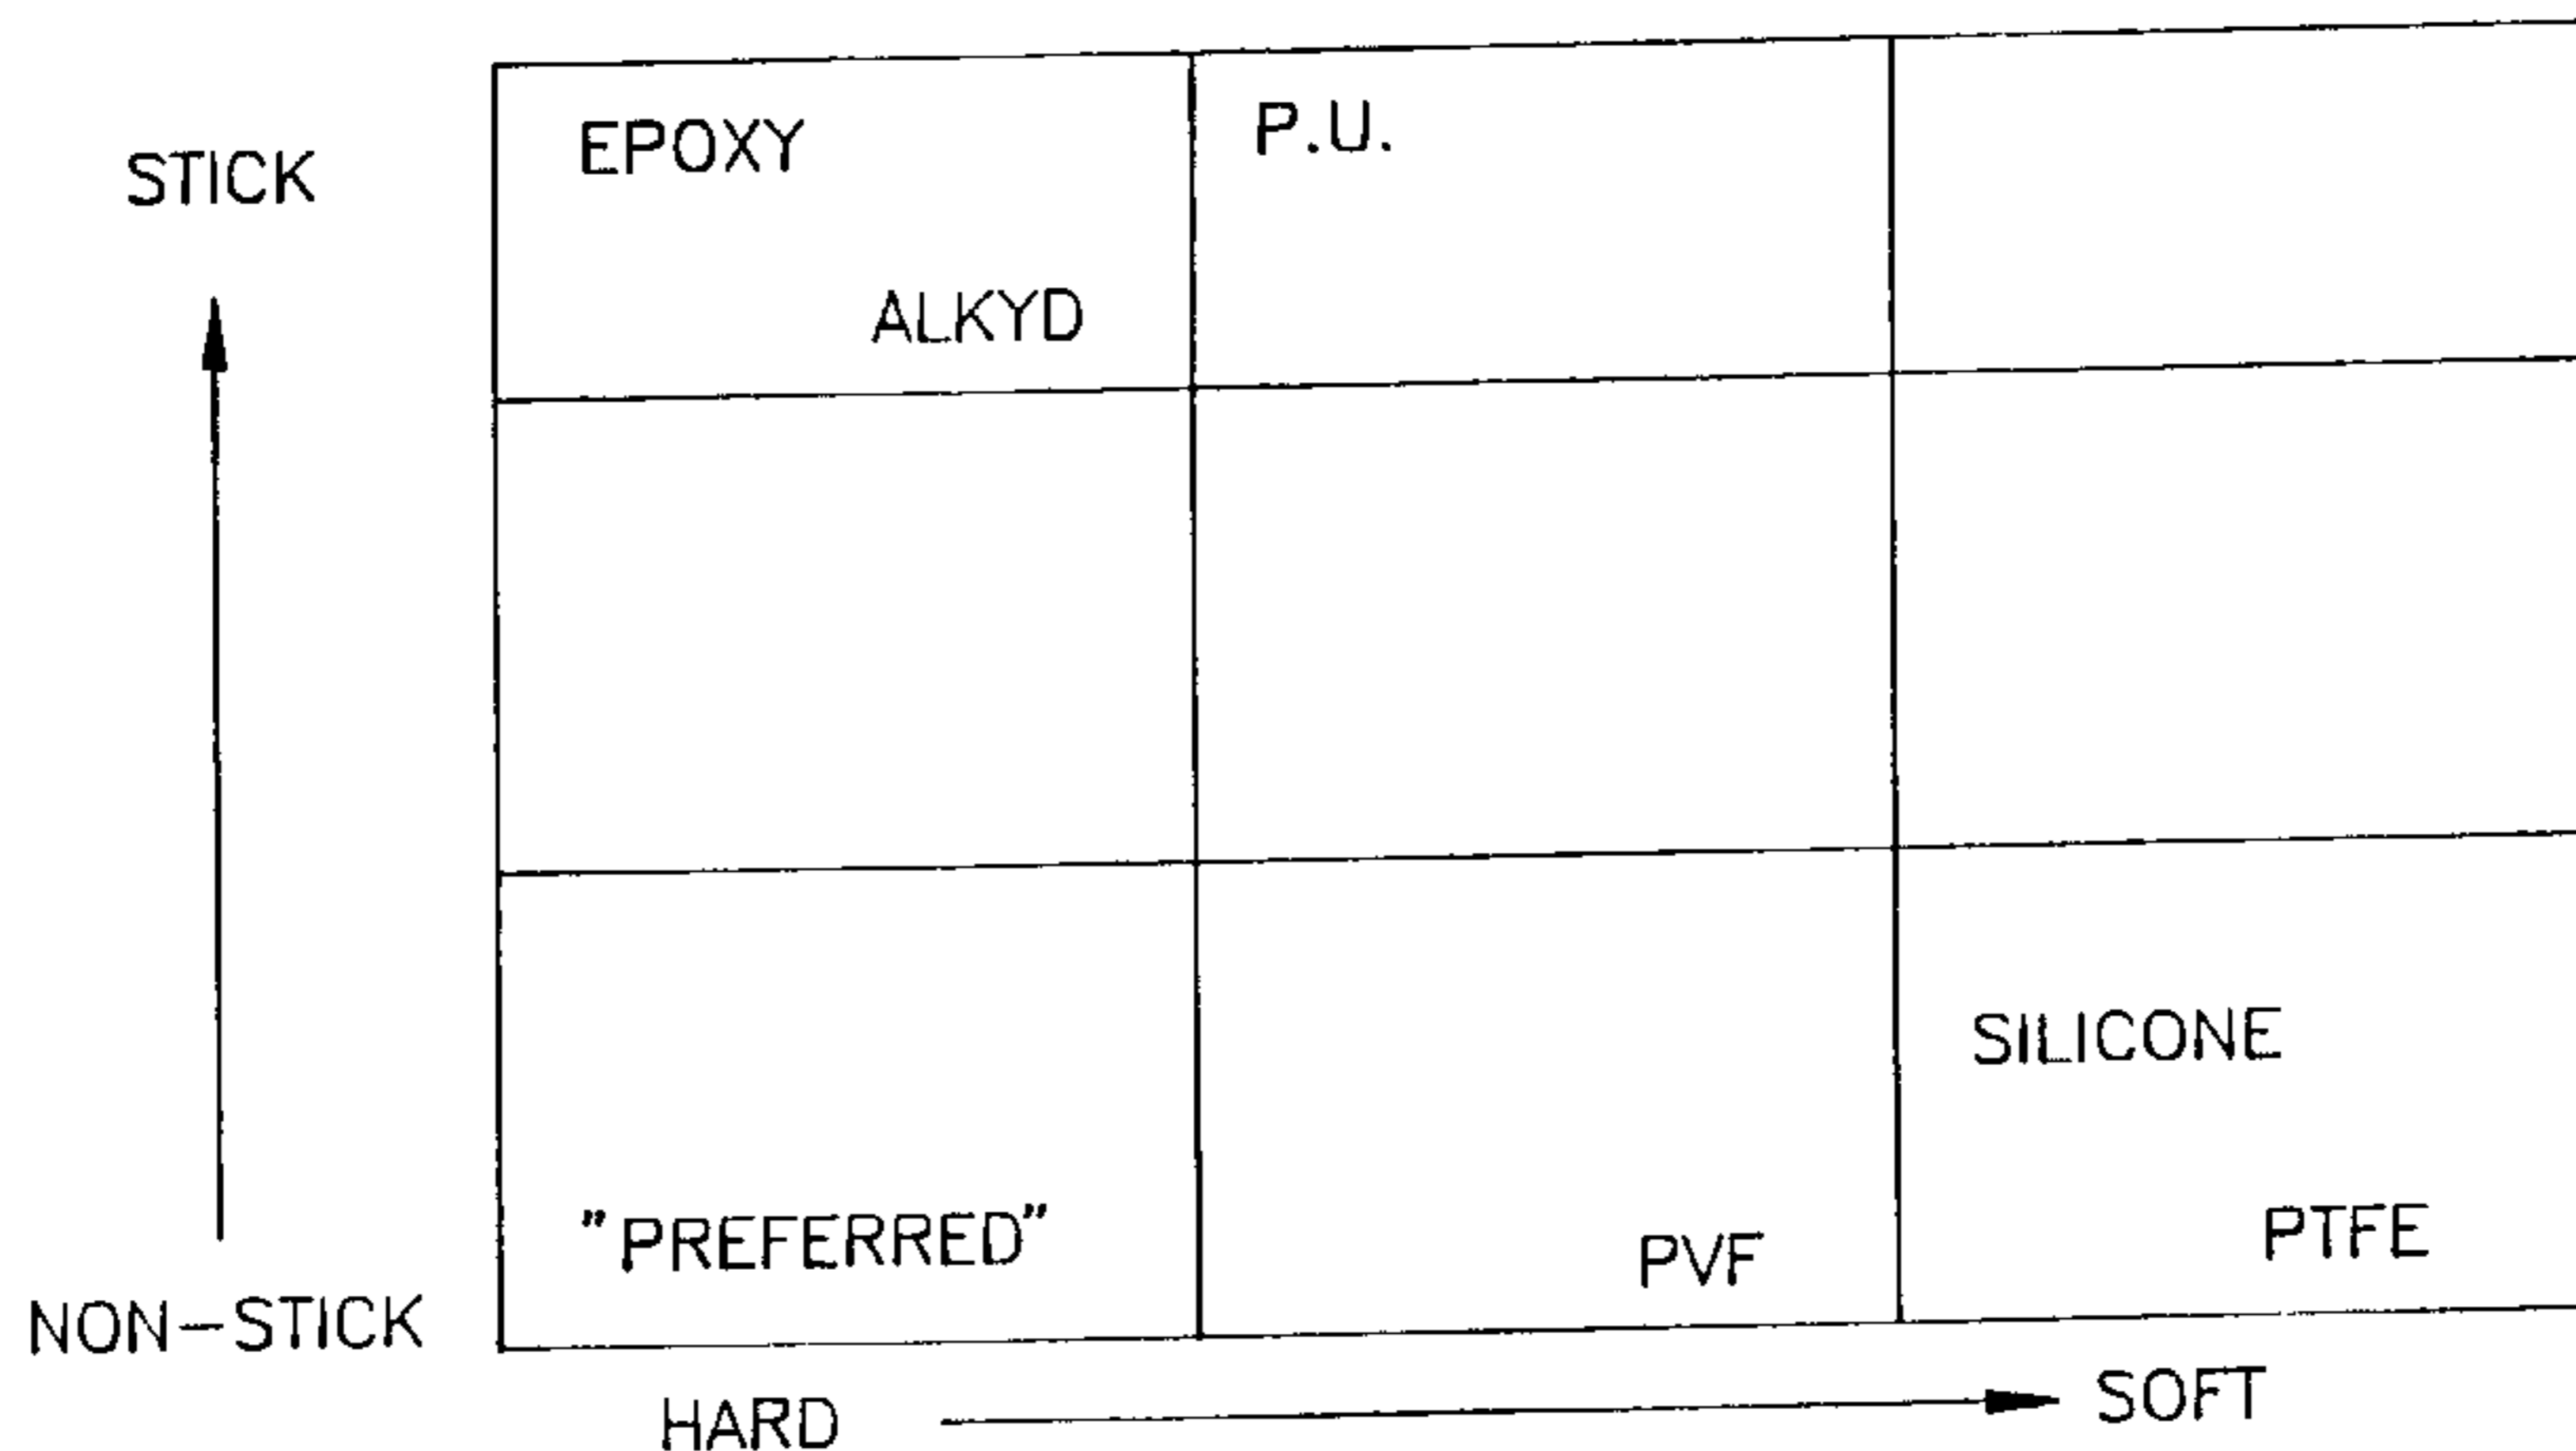 EPOXY
P.U.
STICK
ALKYD
SILICONE
"PREFERRED"
PVF
PTFE
NON-STICK
HARD
SOFT